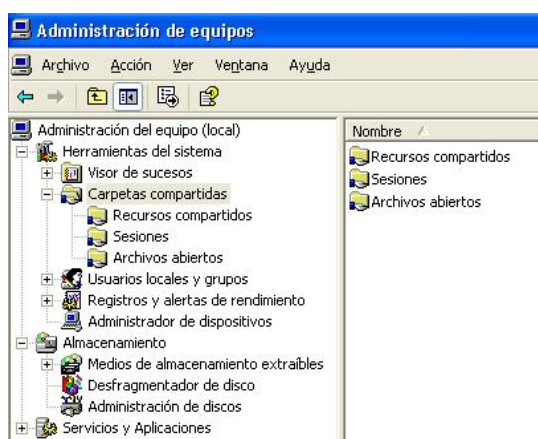 Administración de equipos
Archivo Acción Ver Ventana Ayuda
Administración del equipo (local)
Herramientas del sistema
Visor de sucesos
Carpetas compartidas
Recursos compartidos
Sesiones
Archivos abiertos
Usuarios locales y grupos
Registros y alertas de rendimiento
Administrador de dispositivos
Almacenamiento
Medios de almacenamiento extraíbles
Desfragmentador de disco
Administración de discos
Servicios y Aplicaciones
Nombre
Recursos compartidos
Sesiones
Archivos abiertos